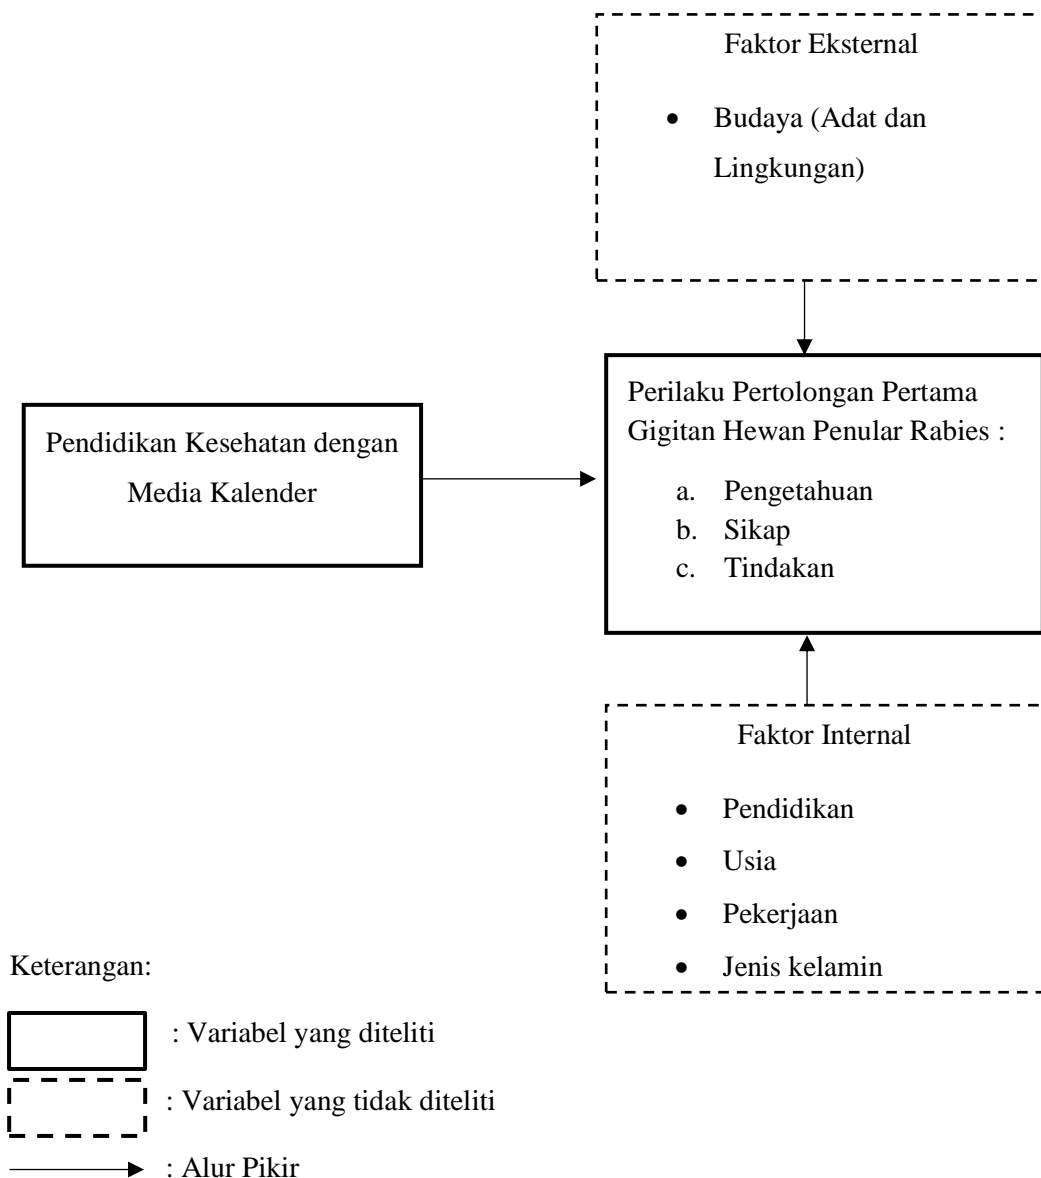 Faktor Eksternal
• Budaya (Adat dan
Lingkungan)
Pendidikan Kesehatan dengan
Media Kalender
Perilaku Pertolongan Pertama
Gigitan Hewan Penular Rabies :
a. Pengetahuan
b. Sikap
c. Tindakan
Faktor Internal
• Pendidikan
• Usia
• Pekerjaan
• Jenis kelamin
Keterangan:
: Variabel yang diteliti
: Variabel yang tidak diteliti
: Alur Pikir